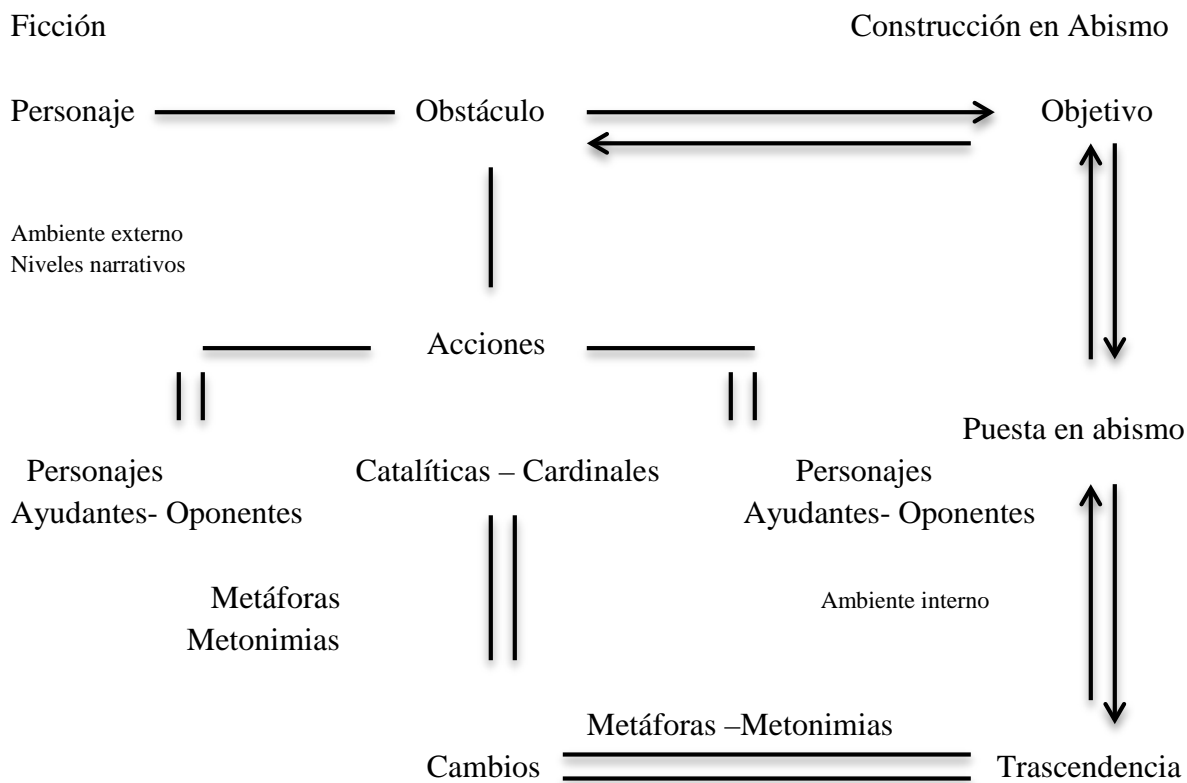 Ficción
Construcción en Abismo
Personaje
Obstáculo
Objetivo
Ambiente externo
Niveles narrativos
Acciones
Puesta en abismo
Personajes
Ayudantes- Oponentes
Catalíticas – Cardinales
Personajes
Ayudantes- Oponentes
Metáforas
Metonimias
Ambiente interno
Metáforas –Metonimias
Cambios
Trascendencia